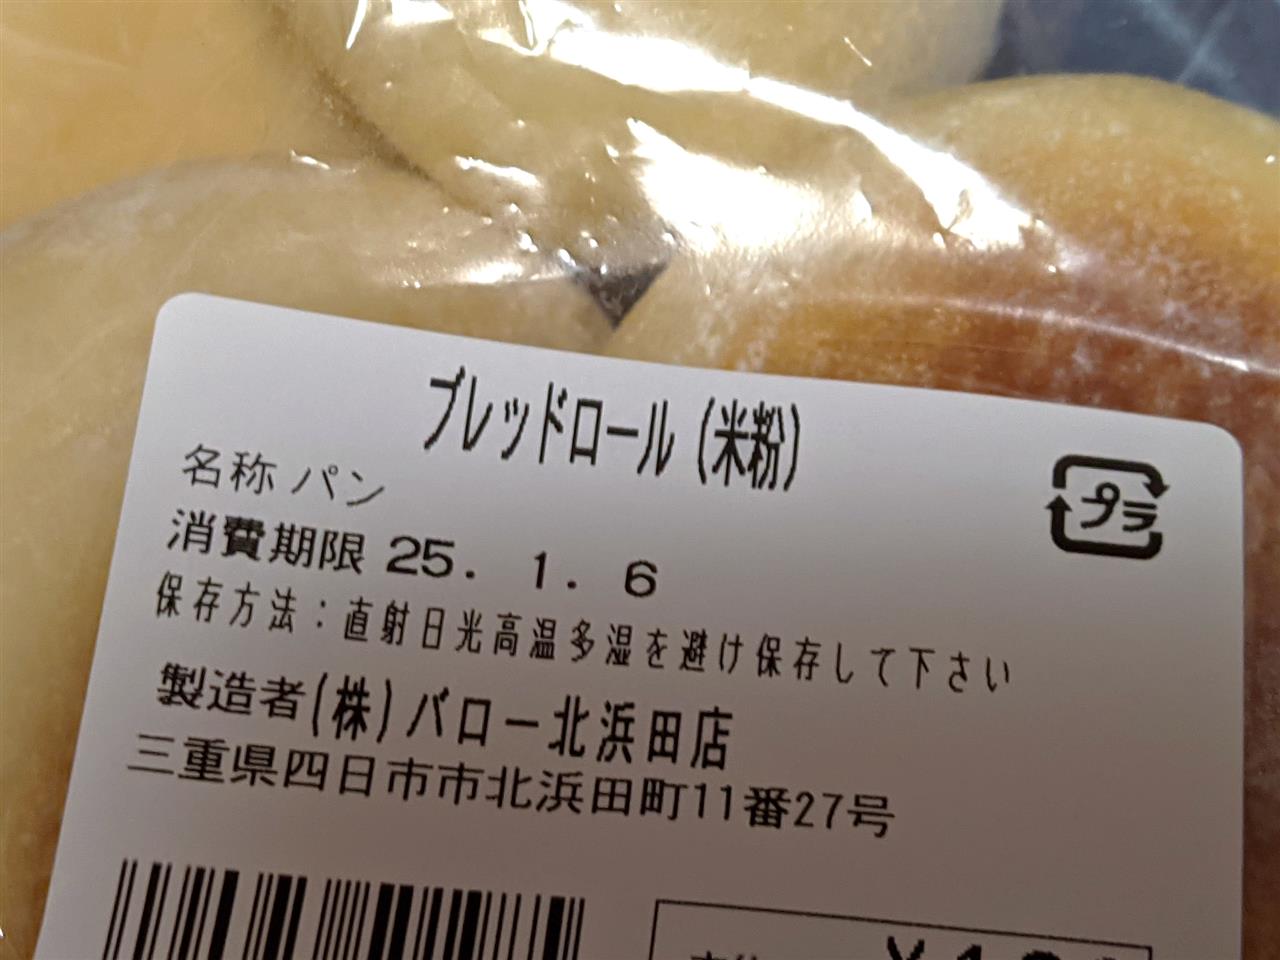 ブレッドロール(米粉)
名称 パン
プラ
消費期限 25. 1. 6
保存方法:直射日光高温多湿を避け保存して下さい
製造者(株)バロー北浜田店
三重県四日市市北浜田町11番27号